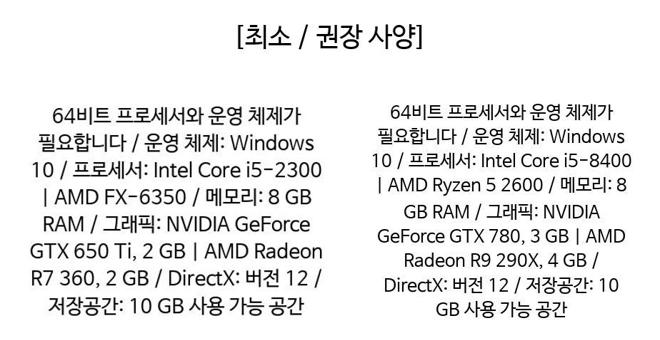 [최소 / 권장 사양]
64비트 프로세서와 운영 체제가
필요합니다 / 운영 체제: Windows
10 / 프로세서: Intel Core i5-2300
| AMD FX-6350 / 메모리: 8 GB
RAM / 그래픽: NVIDIA GeForce
GTX 650 Ti, 2 GB | AMD Radeon
R7 360, 2 GB / DirectX: 버전 12 /
저장공간: 10 GB 사용 가능 공간
64비트 프로세서와 운영 체제가
필요합니다 / 운영 체제: Windows
10 / 프로세서: Intel Core i5-8400
| AMD Ryzen 5 2600 / 메모리: 8
GB RAM / 그래픽: NVIDIA
GeForce GTX 780, 3 GB | AMD
Radeon R9 290X, 4 GB /
DirectX: 버전 12 / 저장공간: 10
GB 사용 가능 공간